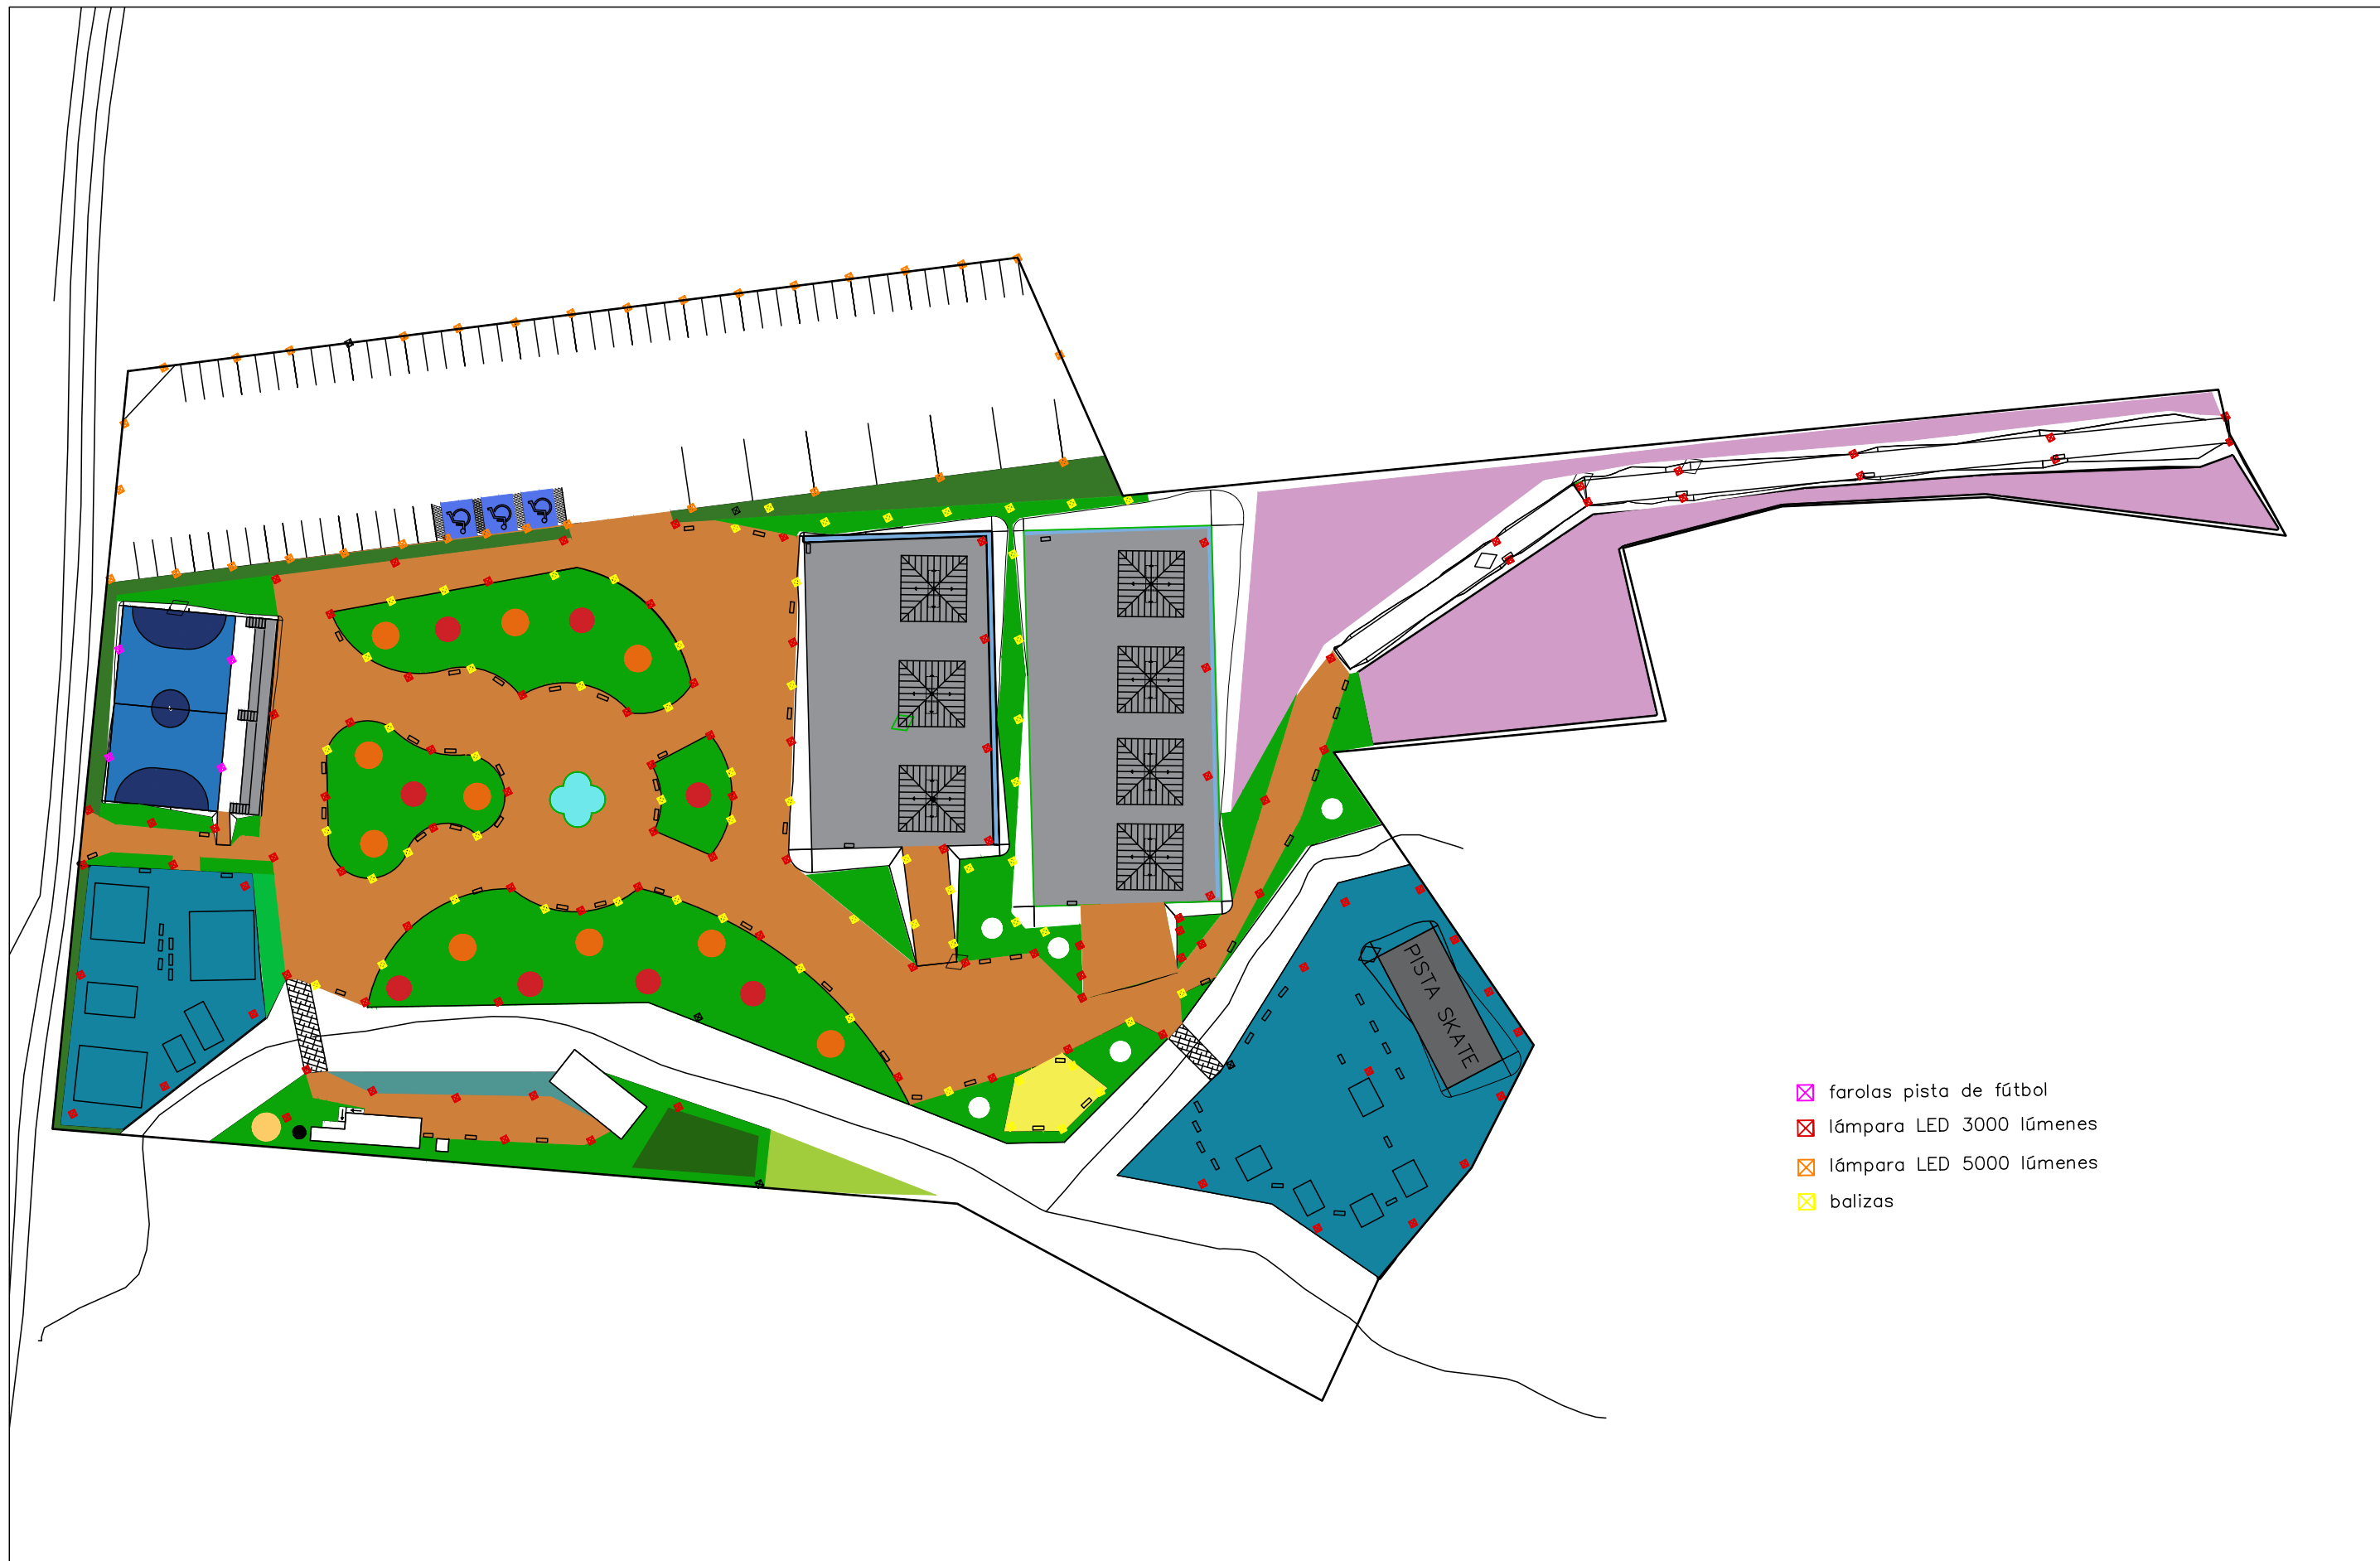 PISTA SKATE
farolas pista de fútbol
lámpara LED 3000 lúmenes
lámpara LED 5000 lúmenes
balizas